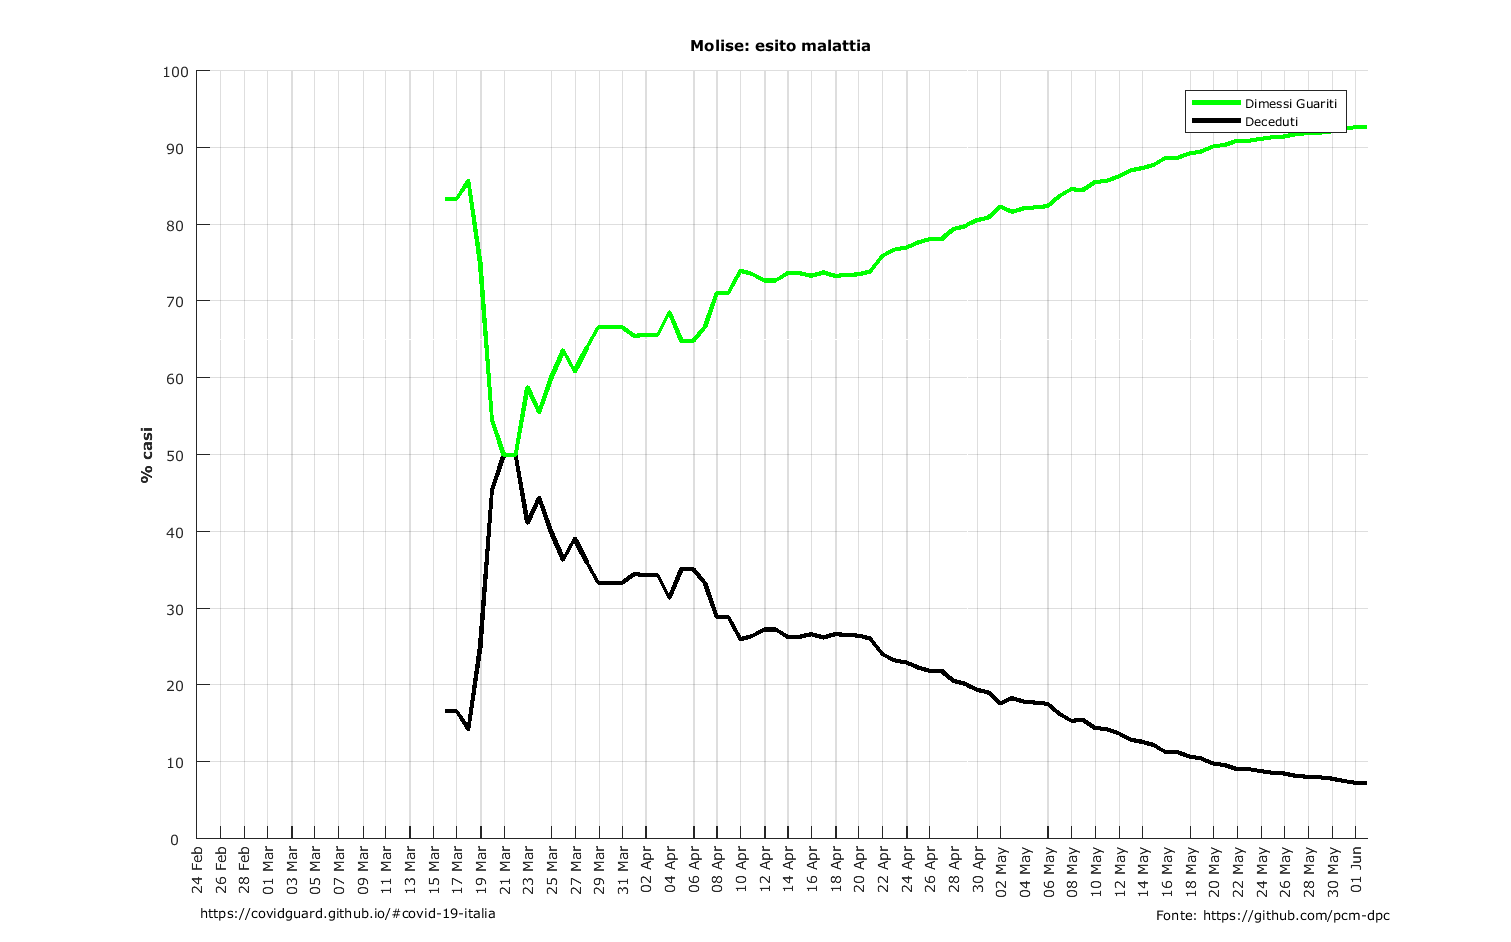 Molise: esito malattia
100
90
80
70
60
50
40
30
20
10
0
% casi
Dimessi Guariti
Deceduti
24 Feb
26 Feb
28 Feb
01 Mar
03 Mar
05 Mar
07 Mar
09 Mar
11 Mar
13 Mar
15 Mar
17 Mar
19 Mar
21 Mar
23 Mar
25 Mar
27 Mar
29 Mar
31 Mar
02 Apr
04 Apr
06 Apr
08 Apr
10 Apr
12 Apr
14 Apr
16 Apr
18 Apr
20 Apr
22 Apr
24 Apr
26 Apr
28 Apr
30 Apr
02 May
04 May
06 May
08 May
10 May
12 May
14 May
16 May
18 May
20 May
22 May
24 May
26 May
28 May
30 May
01 Jun
https://covidguard.github.io/#covid-19-italia
Fonte: https://github.com/pcm-dpc